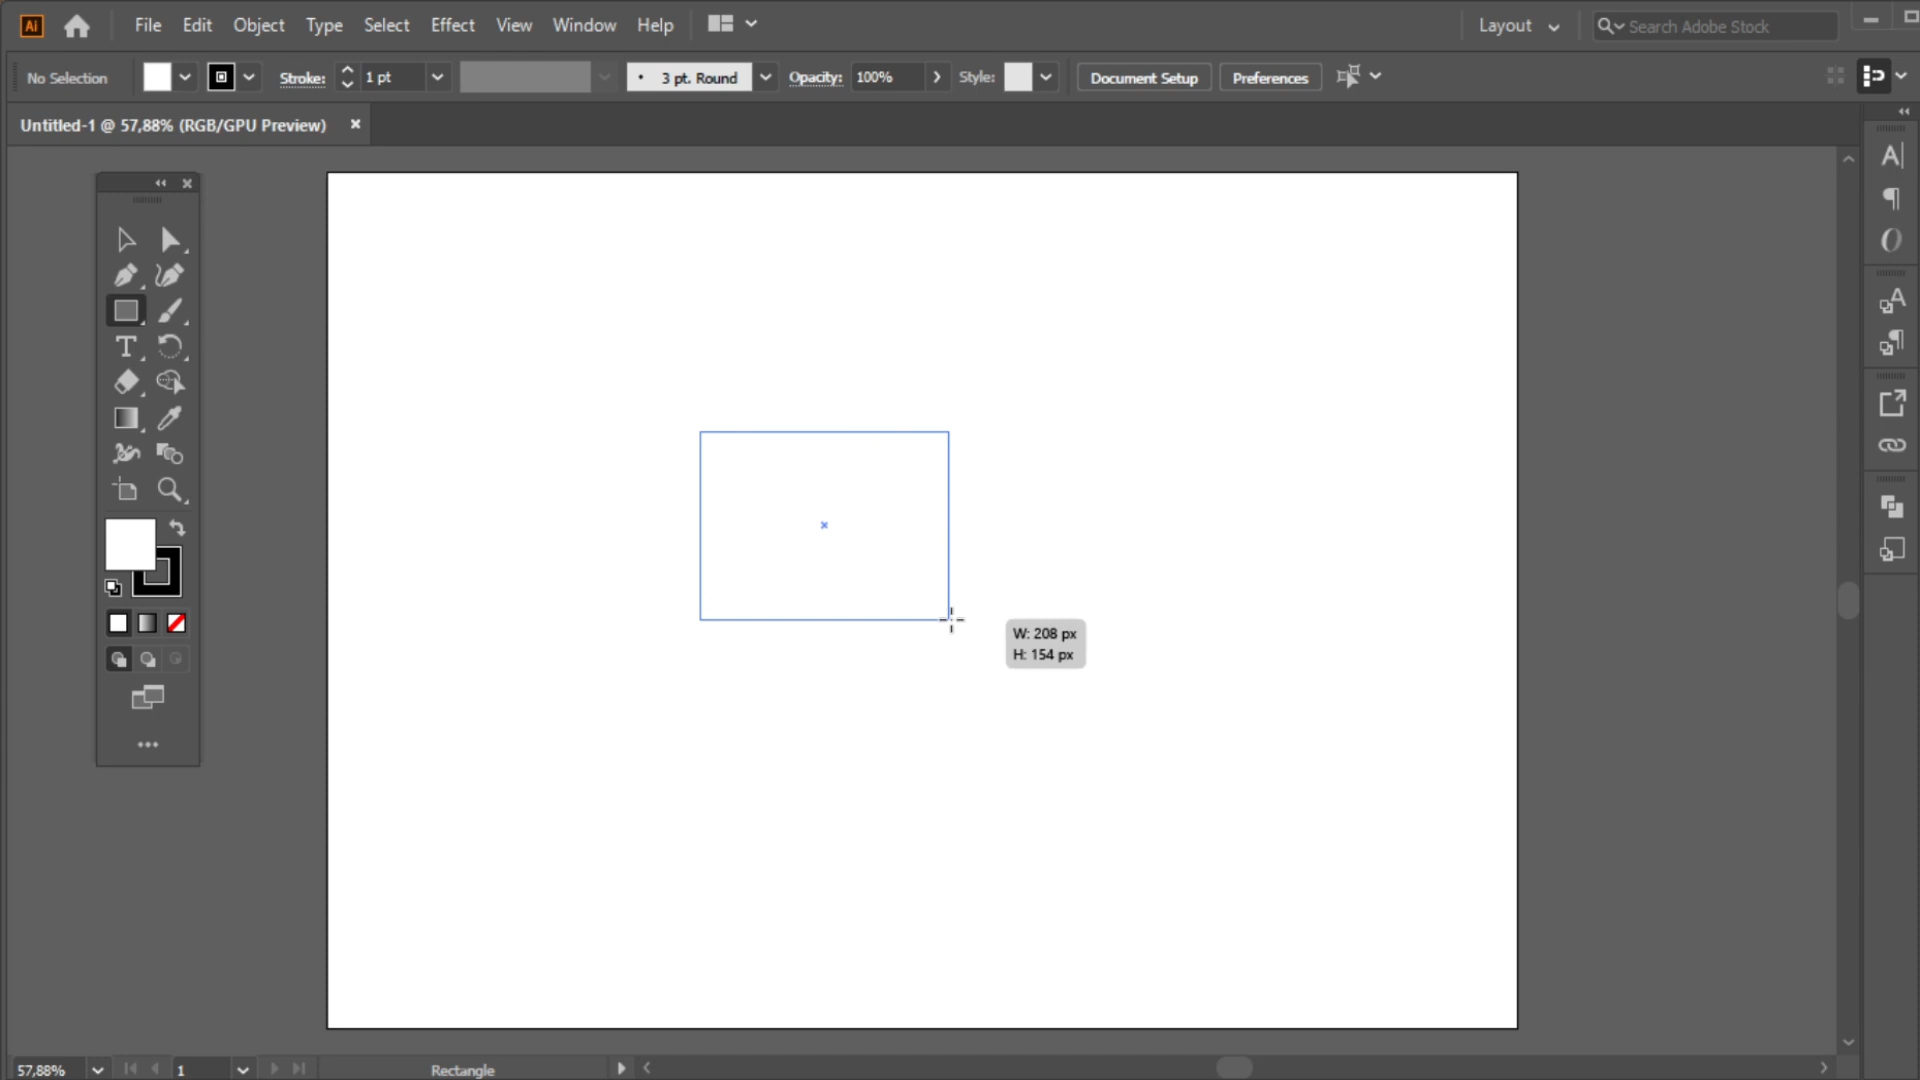 Ai File Edit Object Type Select Effect View Window Help Layout Search Adobe Stock
No Selection Stroke: 1 pt 3 pt. Round Opacity: 100% Style: Document Setup Preferences
Untitled-1 @ 57,88% (RGB/GPU Preview)
W: 208 px
H: 154 px
57,88% 1 Rectangle